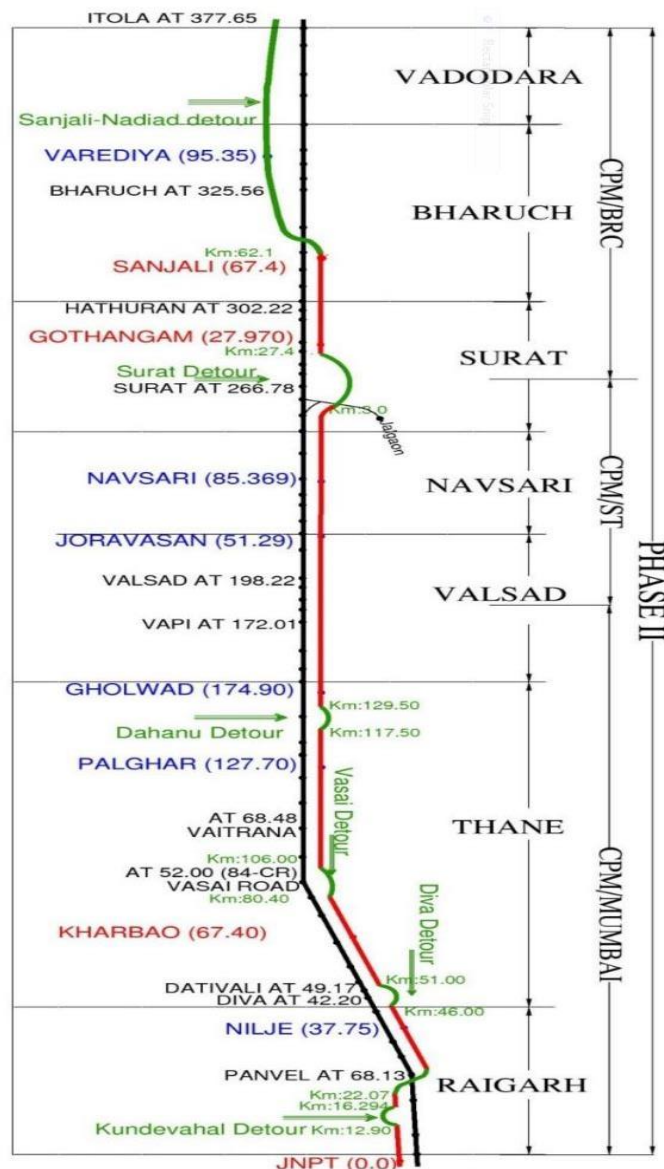 ITOLA AT 377.65
VADODARA
Sanjali-Nadiad detour
VAREDIYA (95.35)
BHARUCH AT 325.56
BHARUCH
CPM/BRC
Km:62.1
SANJALI (67.4)
HATHURAN AT 302.22
GOTHANGAM (27.970)
Km:27.4
SURAT
Surat Detour
SURAT AT 266.78
Km:3.0
Jalgaon
NAVSARI (85.369)
NAVSARI
CPM/ST
JORAVASAN (51.29)
PHASE II
VALSAD AT 198.22
VALSAD
VAPI AT 172.01
GHOLWAD (174.90)
Km:129.50
Dahanu Detour
Km:117.50
PALGHAR (127.70)
Vasai Detour
AT 68.48
VAITRANA
THANE
Km:106.00
AT 52.00 (84-CR)
VASAI ROAD
Km:80.40
CPM/MUMBAI
Diva Detour
KHARBAO (67.40)
Km:51.00
DATIVALI AT 49.17
DIVA AT 42.20
Km:46.00
NILJE (37.75)
PANVEL AT 68.13
RAIGARH
Km:22.07
Km:16.294
Kundevahal Detour
Km:12.90
JNPT (0.0)